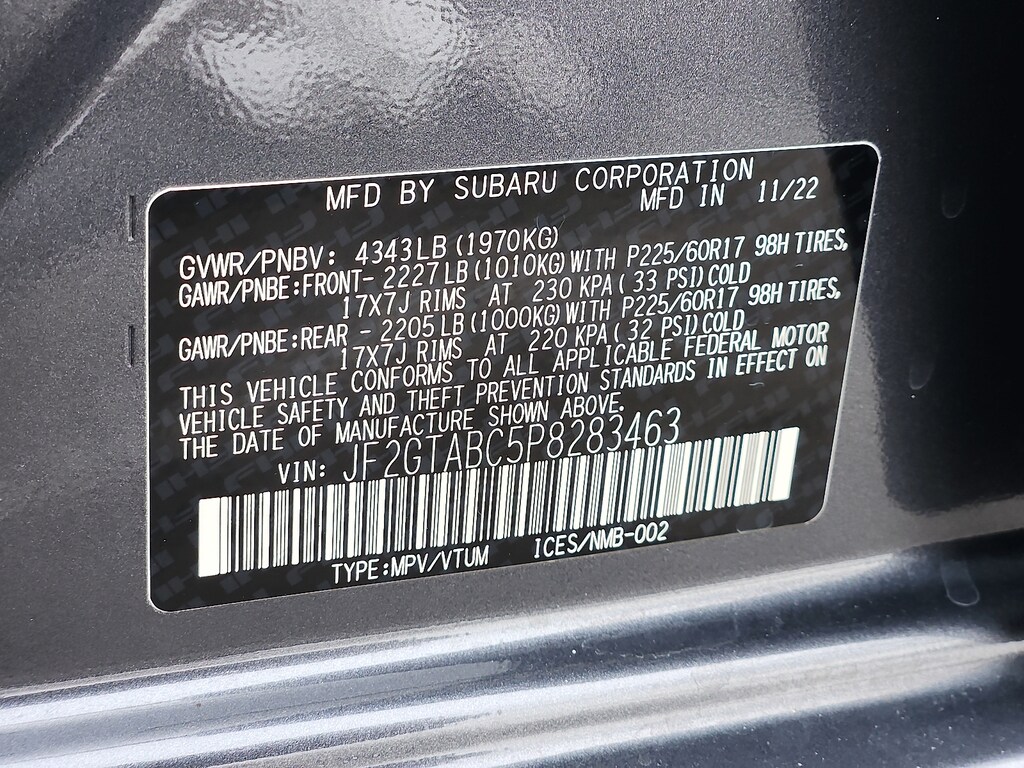 MFD BY SUBARU CORPORATION
MFD IN 11/22
GVWR/PNBV: 4343LB(1970KG)
GAWR/PNBE:FRONT- 2227LB(1010KG)WITH P225/60R17 98H TIRES,
17X7J RIMS AT 230 KPA( 33 PSI)COLD
GAWR/PNBE:REAR - 2205LB(1000KG)WITH P225/60R17 98H TIRES,
17X7J RIMS AT 220 KPA( 32 PSI)COLD
THIS VEHICLE CONFORMS TO ALL APPLICABLE FEDERAL MOTOR
VEHICLE SAFETY AND THEFT PREVENTION STANDARDS IN EFFECT ON
THE DATE OF MANUFACTURE SHOWN ABOVE.
VIN: JF2GTABC5P8283463
TYPE:MPV/VTUM ICES/NMB-002